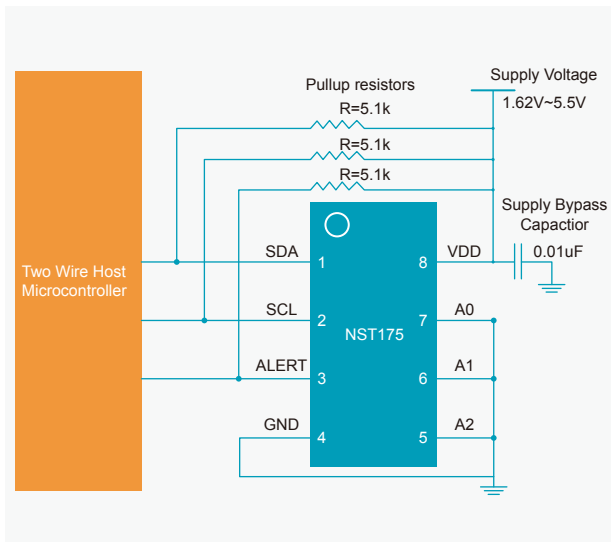 Supply Voltage
Pullup resistors
1.62V~5.5V
R=5.1k
R=5.1k
R=5.1k
Supply Bypass
Capactior
0.01uF
SDA
1
8
VDD
Two Wire Host
Microcontroller
SCL
2
7
A0
NST175
ALERT
3
6
A1
GND
4
5
A2